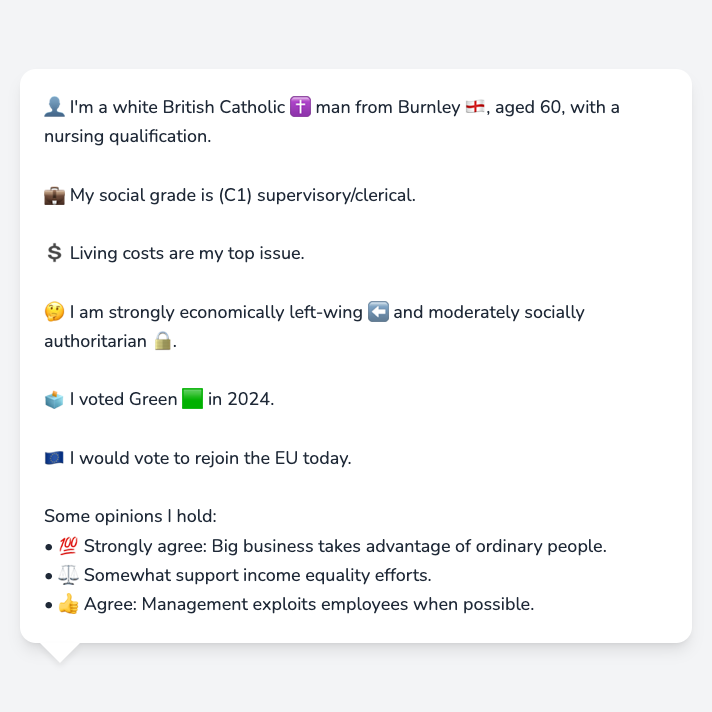 👤 I'm a white British Catholic ✝️ man from Burnley 🏴󠁧󠁢󠁥󠁮󠁧󠁿, aged 60, with a
nursing qualification.
💼 My social grade is (C1) supervisory/clerical.
💲 Living costs are my top issue.
🤔 I am strongly economically left-wing ⬅️ and moderately socially
authoritarian 🔒.
🗳️ I voted Green 🟩 in 2024.
🇪🇺 I would vote to rejoin the EU today.
Some opinions I hold:
• 💯 Strongly agree: Big business takes advantage of ordinary people.
• ⚖️ Somewhat support income equality efforts.
• 👍 Agree: Management exploits employees when possible.